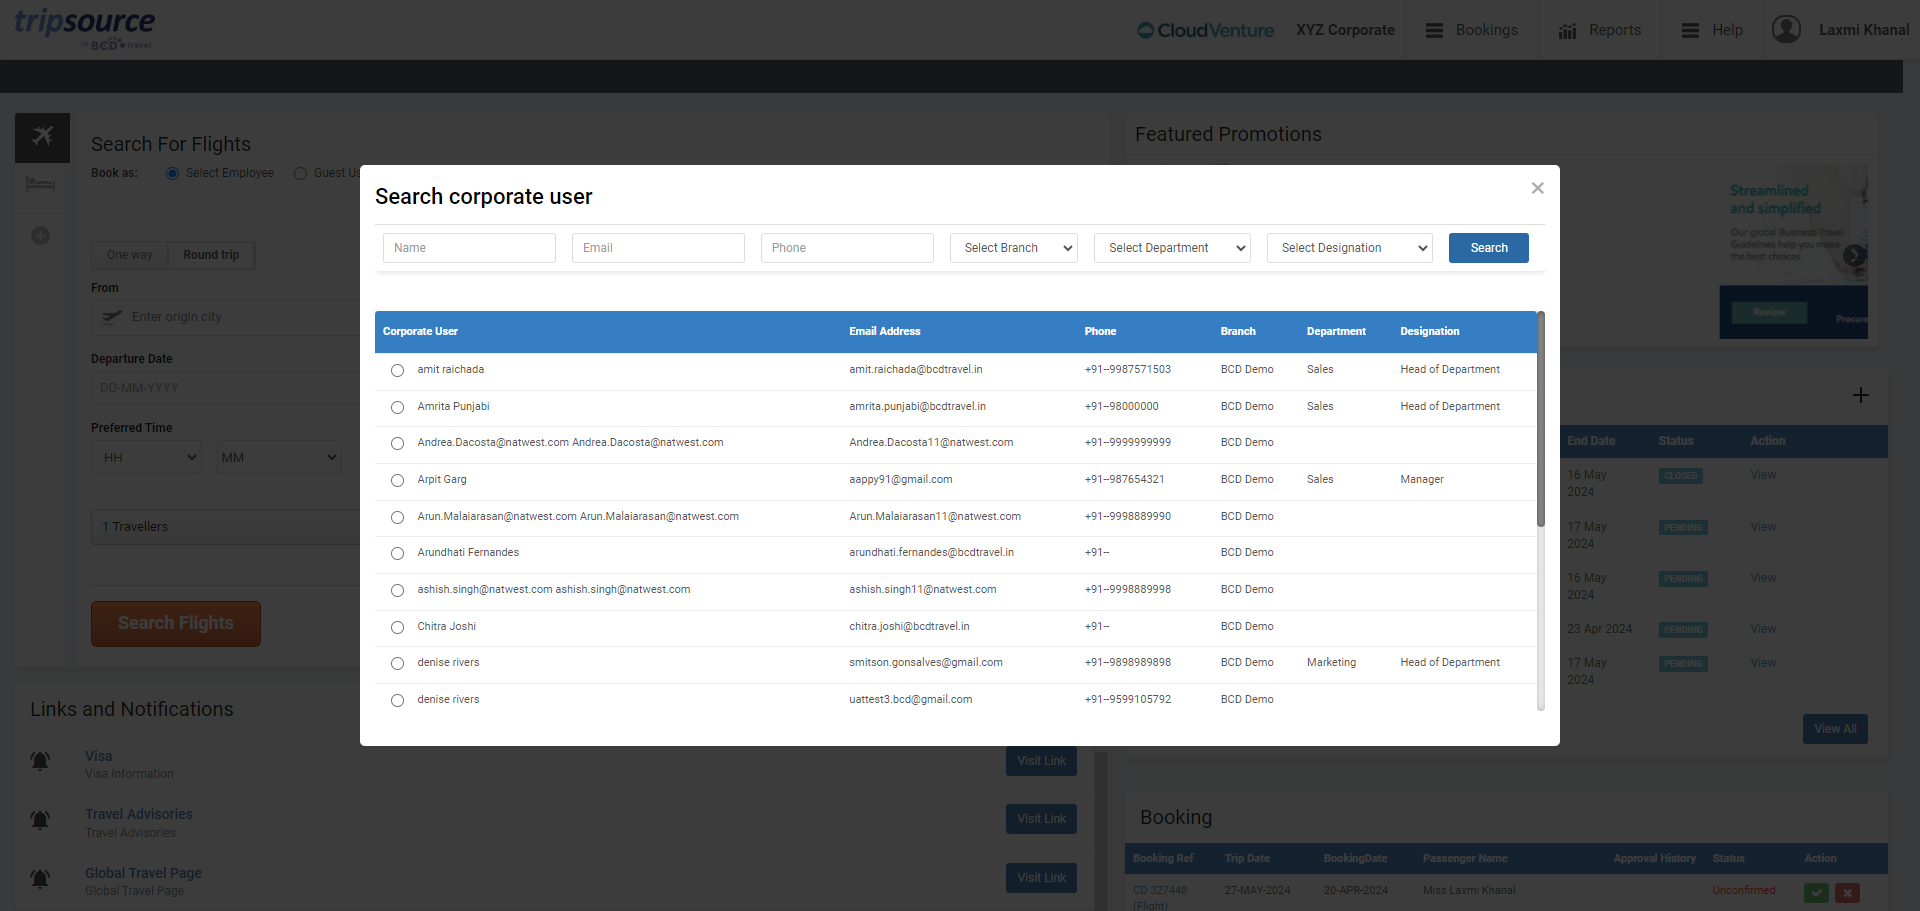 tripsource
by BCD travel
CloudVenture
XYZ Corporate
Bookings
Reports
Help
Laxmi Khanal
Search For Flights
Book as:
Select Employee
Guest Us
One way
Round trip
From
Enter origin city
Departure Date
DD-MM-YYYY
Preferred Time
HH
MM
1 Travellers
Search Flights
Search corporate user
Name
Email
Phone
Select Branch
Select Department
Select Designation
Search
Corporate User Email Address Phone Branch Department Designation
amit raichada amit.raichada@bcdtravel.in +91--9987571503 BCD Demo Sales Head of Department
Amrita Punjabi amrita.punjabi@bcdtravel.in +91--98000000 BCD Demo Sales Head of Department
Andrea.Dacosta@natwest.com Andrea.Dacosta@natwest.com Andrea.Dacosta11@natwest.com +91--9999999999 BCD Demo
Arpit Garg aappy91@gmail.com +91--987654321 BCD Demo Sales Manager
Arun.Malaiarasan@natwest.com Arun.Malaiarasan@natwest.com Arun.Malaiarasan11@natwest.com +91--9998889990 BCD Demo
Arundhati Fernandes arundhati.fernandes@bcdtravel.in +91-- BCD Demo
ashish.singh@natwest.com ashish.singh@natwest.com ashish.singh11@natwest.com +91--9998889998 BCD Demo
Chitra Joshi chitra.joshi@bcdtravel.in +91-- BCD Demo
denise rivers smitson.gonsalves@gmail.com +91--9898989898 BCD Demo Marketing Head of Department
denise rivers uattest3.bcd@gmail.com +91--9599105792 BCD Demo
Featured Promotions
Streamlined
and simplified
Our global Business Travel
Guidelines help you make
the best choices.
Review
Procure
End Date Status Action
16 May
2024
CLOSED View
17 May
2024
PENDING View
16 May
2024
PENDING View
23 Apr 2024 PENDING View
17 May
2024
PENDING View
View All
Links and Notifications
Visa
Visa Information
Visit Link
Travel Advisories
Travel Advisories
Visit Link
Global Travel Page
Global Travel Page
Visit Link
Booking
Booking Ref Trip Date BookingDate Passenger Name Approval History Status Action
CD 327448 27-MAY-2024 20-APR-2024 Miss Laxmi Khanal Unconfirmed
(Flight)